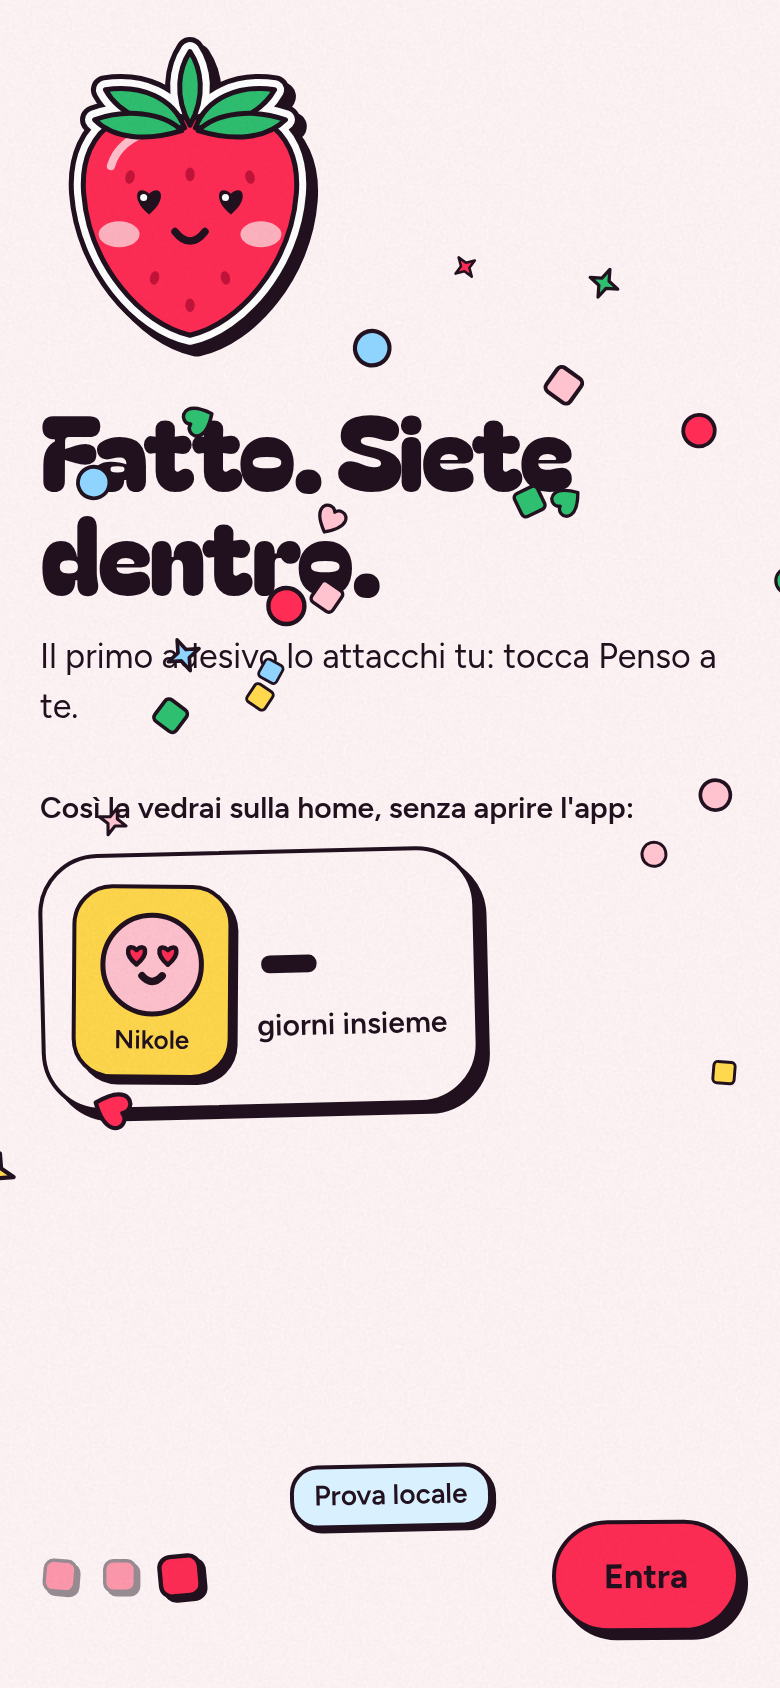 Fatto. Siete
dentro.
Il primo adesivo lo attacchi tu: tocca Penso a
te.
Così la vedrai sulla home, senza aprire l'app:
Nikole
giorni insieme
Prova locale
Entra